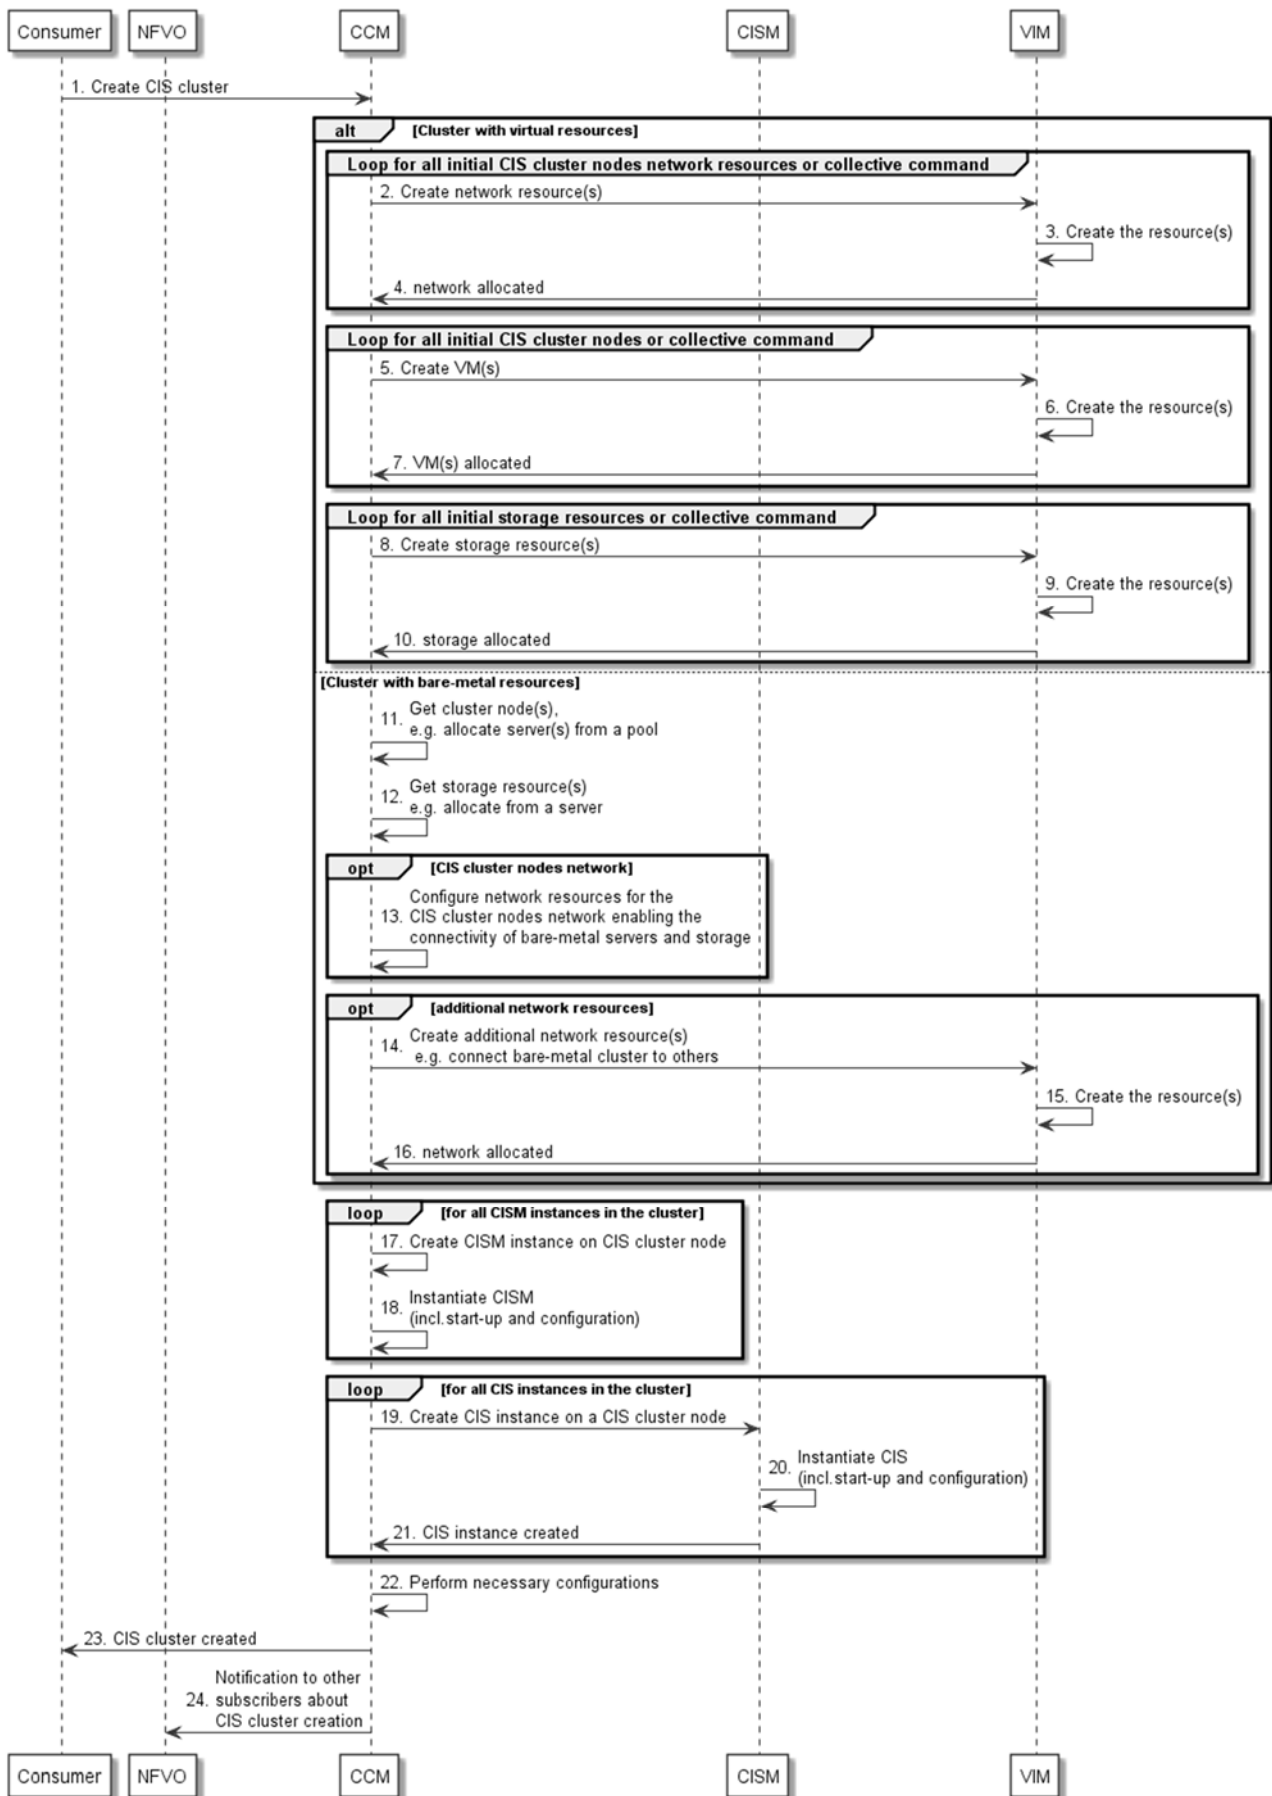 Consumer NFVO CCM CISM VIM
1. Create CIS cluster
alt [Cluster with virtual resources]
Loop for all initial CIS cluster nodes network resources or collective command
2. Create network resource(s)
3. Create the resource(s)
4. network allocated
Loop for all initial CIS cluster nodes or collective command
5. Create VM(s)
6. Create the resource(s)
7. VM(s) allocated
Loop for all initial storage resources or collective command
8. Create storage resource(s)
9. Create the resource(s)
10. storage allocated
[Cluster with bare-metal resources]
11. Get cluster node(s),
e.g. allocate server(s) from a pool
12. Get storage resource(s)
e.g. allocate from a server
opt [CIS cluster nodes network]
Configure network resources for the
13. CIS cluster nodes network enabling the
connectivity of bare-metal servers and storage
opt [additional network resources]
14. Create additional network resource(s)
e.g. connect bare-metal cluster to others
15. Create the resource(s)
16. network allocated
loop [for all CISM instances in the cluster]
17. Create CISM instance on CIS cluster node
18. Instantiate CISM
(incl.start-up and configuration)
loop [for all CIS instances in the cluster]
19. Create CIS instance on a CIS cluster node
20. Instantiate CIS
(incl.start-up and configuration)
21. CIS instance created
22. Perform necessary configurations
23. CIS cluster created
Notification to other
24. subscribers about
CIS cluster creation
Consumer NFVO CCM CISM VIM